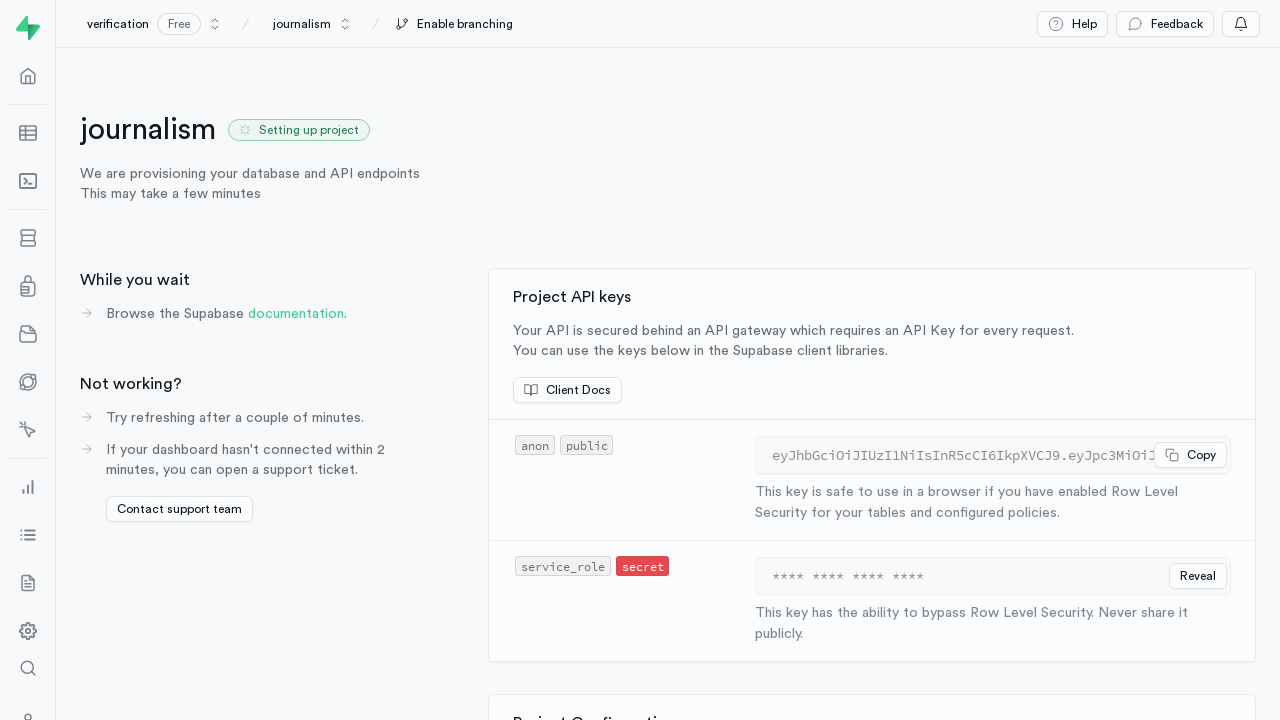 verification Free journalism Enable branching Help Feedback
journalism Setting up project
We are provisioning your database and API endpoints
This may take a few minutes
While you wait
Browse the Supabase documentation.
Not working?
Try refreshing after a couple of minutes.
If your dashboard hasn't connected within 2
minutes, you can open a support ticket.
Contact support team
Project API keys
Your API is secured behind an API gateway which requires an API Key for every request.
You can use the keys below in the Supabase client libraries.
Client Docs
anon public
eyJhbGciOiJIUzI1NiIsInR5cCI6IkpXVCJ9.eyJpc3MiOiJ Copy
This key is safe to use in a browser if you have enabled Row Level
Security for your tables and configured policies.
service_role secret
**** **** **** **** Reveal
This key has the ability to bypass Row Level Security. Never share it
publicly.